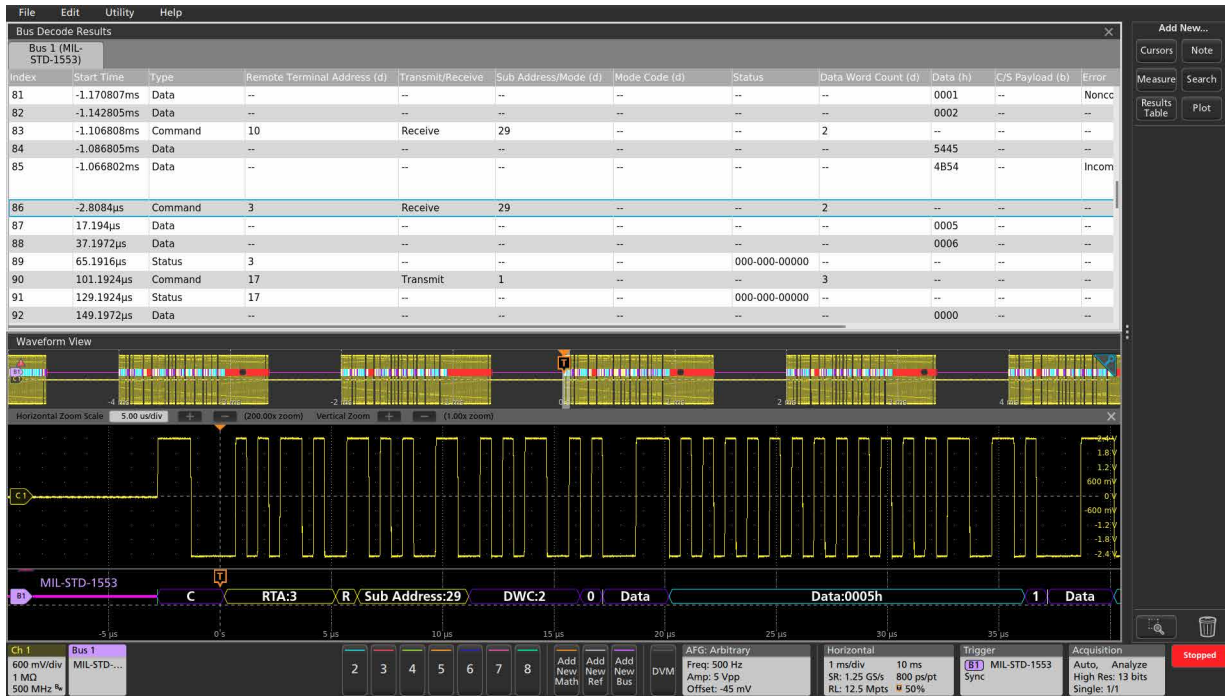 File Edit Utility Help
Bus Decode Results
Bus 1 (MIL-
STD-1553)
Index Start Time Type Remote Terminal Address (d) Transmit/Receive Sub Address/Mode (d) Mode Code (d) Status Data Word Count (d) Data (h) C/S Payload (b) Error
81 -1.170807ms Data -- -- -- -- -- -- 0001 -- Nonco
82 -1.142805ms Data -- -- -- -- -- -- 0002 -- --
83 -1.106808ms Command 10 Receive 29 -- -- 2 -- -- --
84 -1.086805ms Data -- -- -- -- -- -- 5445 -- --
85 -1.066802ms Data -- -- -- -- -- -- 4B54 -- Incom
86 -2.8084µs Command 3 Receive 29 -- -- 2 -- -- --
87 17.194µs Data -- -- -- -- -- -- 0005 -- --
88 37.1972µs Data -- -- -- -- -- -- 0006 -- --
89 65.1916µs Status 3 -- -- -- 000-000-00000 -- -- -- --
90 101.1924µs Command 17 Transmit 1 -- -- 3 -- -- --
91 129.1924µs Status 17 -- -- -- 000-000-00000 -- -- -- --
92 149.1972µs Data -- -- -- -- -- -- 0000 -- --
Add New...
Cursors Note
Measure Search
Results
Table
Plot
Waveform View
T
B1
C1
Horizontal Zoom Scale 5.00 us/div + - (200.00x zoom) Vertical Zoom + - (1.00x zoom)
2.4 V
1.8 V
1.2 V
600 mV
C 1
0 V
-600 mV
-1.2 V
-1.8 V
-2.4 V
MIL-STD-1553
T
B1 C RTA:3 R Sub Address:29 DWC:2 0 Data Data:0005h 1 Data
-5 µs 0 s 5 µs 10 µs 15 µs 20 µs 25 µs 30 µs 35 µs
Ch 1
600 mV/div
1 MΩ
500 MHz Bw
Bus 1
MIL-STD-...
2 3 4 5 6 7 8
Add
New
Math
Add
New
Ref
Add
New
Bus
DVM
AFG: Arbitrary
Freq: 500 Hz
Amp: 5 Vpp
Offset: -45 mV
Horizontal
1 ms/div 10 ms
SR: 1.25 GS/s 800 ps/pt
RL: 12.5 Mpts 50%
Trigger
B1 MIL-STD-1553
Sync
Acquisition
Auto, Analyze
High Res: 13 bits
Single 1/1
Stopped